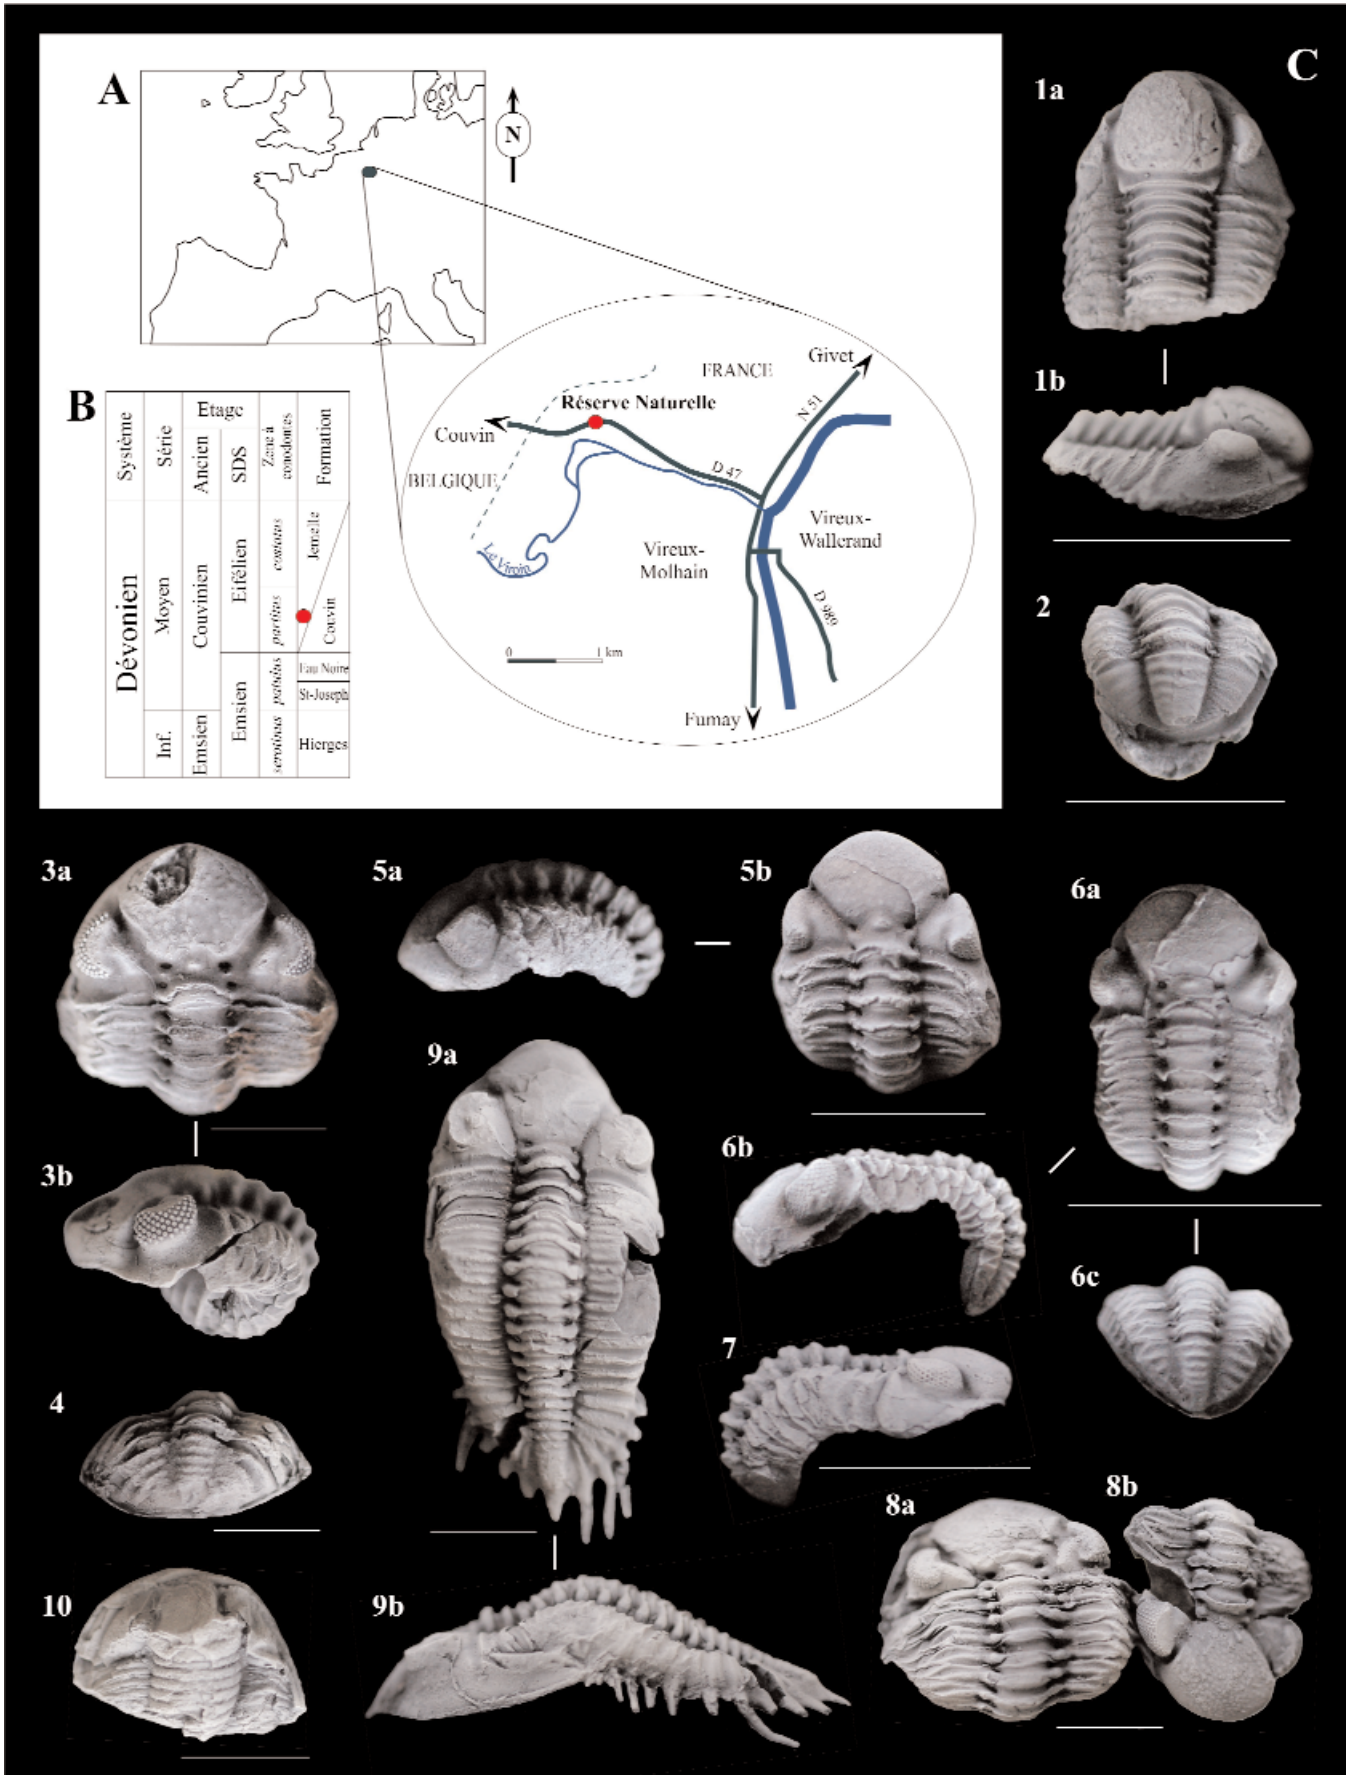 A
N
FRANCE
Givet
N 51
Réserve Naturelle
Couvin
D 47
BELGIQUE
Le Viroin
Vireux-
Wallerand
Vireux-
Molhain
D 989
0
1 km
Fumay
B
Système
Série
Etage
Ancien
SDS
Zone à
conodontes
Formation
Dévonien
Moyen
Inf.
Couvinien
Emsien
Eifélien
Emsien
costatus
partitus
patulus
serotinus
Jemelle
Couvin
Eau Noire
St-Joseph
Hierges
C
1a
1b
2
3a
5a
5b
6a
9a
3b
6b
6c
7
4
8a
8b
10
9b